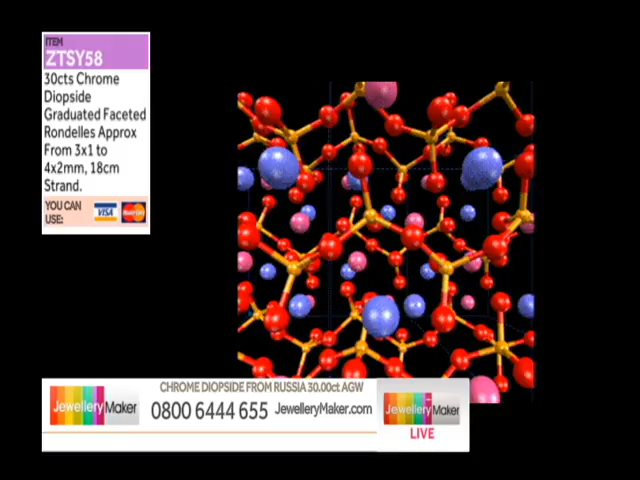 ITEM
ZTSY58
30cts Chrome
Diopside
Graduated Faceted
Rondelles Approx
From 3x1 to
4x2mm, 18cm
Strand.
YOU CAN
USE:
VISA
MasterCard
CHROME DIOPSIDE FROM RUSSIA 30.00ct AGW
JewelleryMaker
0800 6444 655
JewelleryMaker.com
JewelleryMaker
LIVE